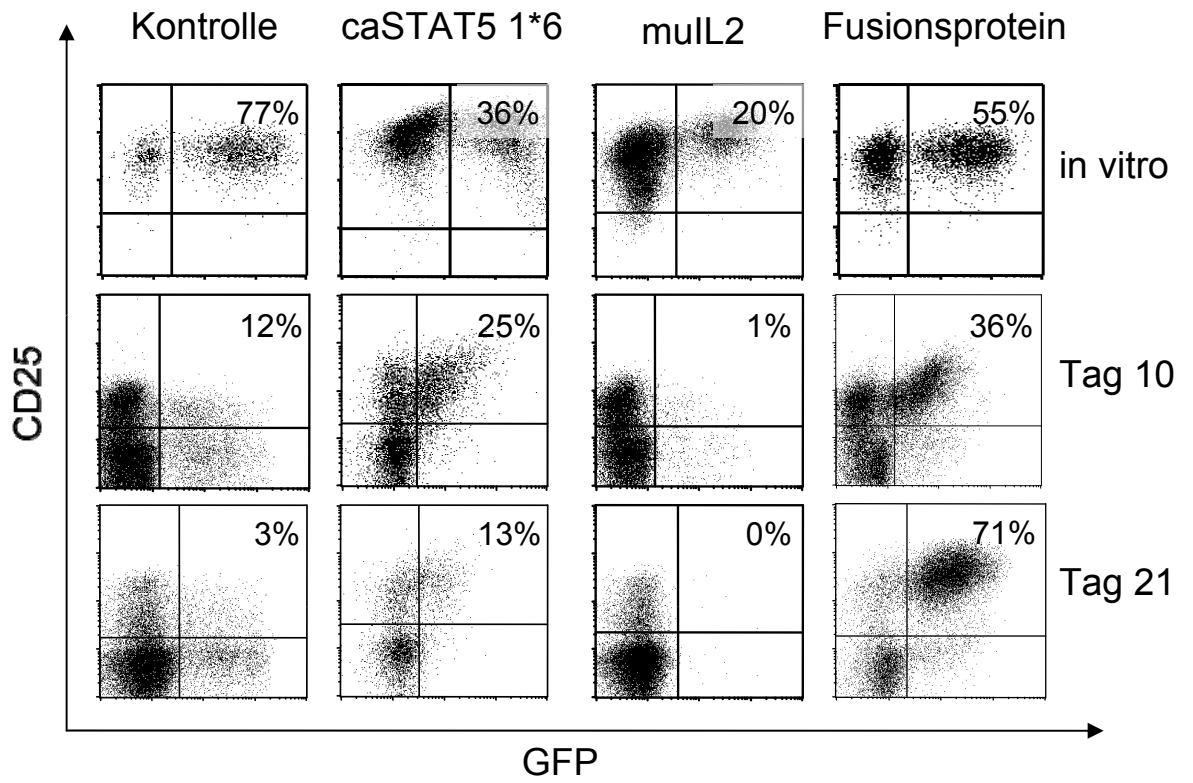 Kontrolle caSTAT5 1*6 muIL2 Fusionsprotein
77% 36% 20% 55% in vitro
12% 25% 1% 36% Tag 10
3% 13% 0% 71% Tag 21
CD25
GFP